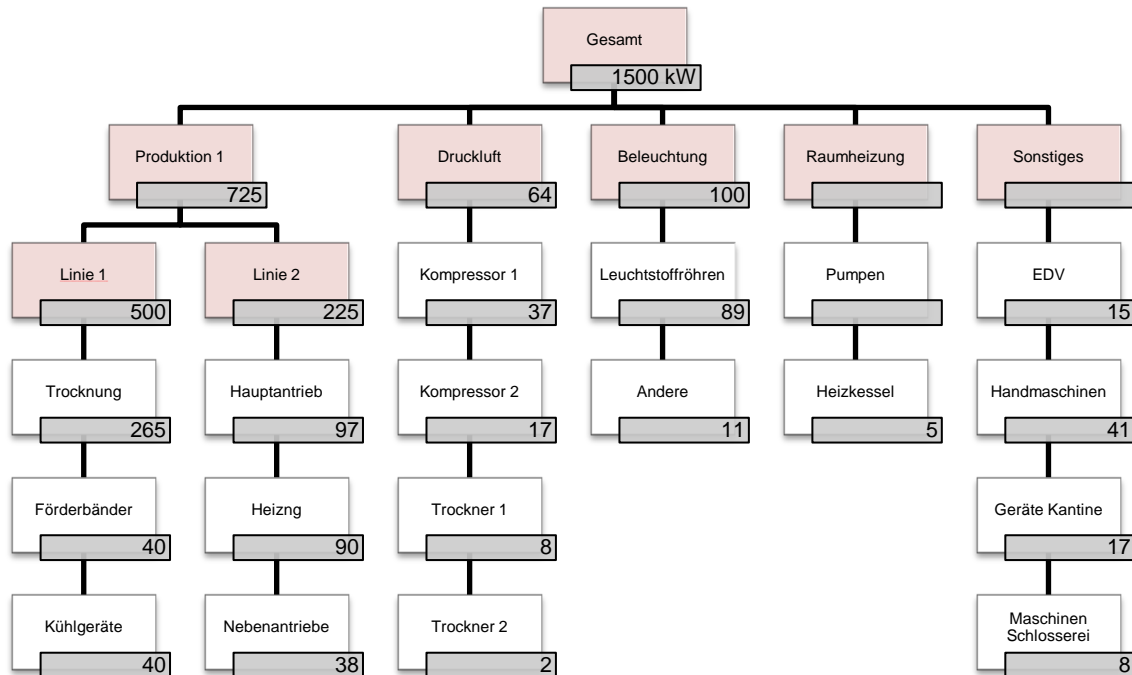 Gesamt
1500 kW
Produktion 1
725
Druckluft
64
Beleuchtung
100
Raumheizung
Sonstiges
Linie 1
500
Linie 2
225
Kompressor 1
37
Leuchtstoffröhren
89
Pumpen
EDV
15
Trocknung
265
Hauptantrieb
97
Kompressor 2
17
Andere
11
Heizkessel
5
Handmaschinen
41
Förderbänder
40
Heizng
90
Trockner 1
8
Geräte Kantine
17
Kühlgeräte
40
Nebenantriebe
38
Trockner 2
2
Maschinen
Schlosserei
8